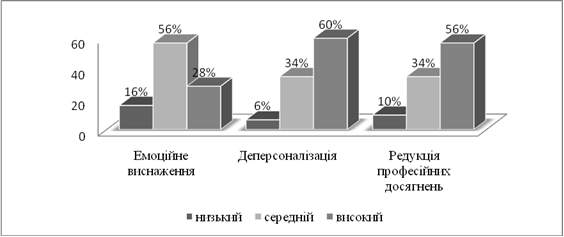 60
40
20
0
16%
56%
28%
6%
34%
60%
10%
34%
56%
Емоційне
виснаження
Деперсоналізація
Редукція
професійних
досягнень
низький середній високий